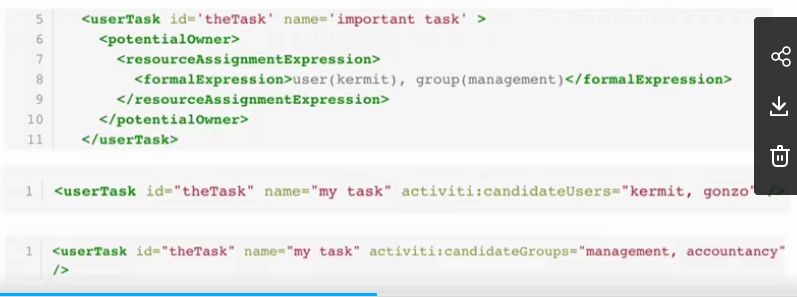 5 <userTask id='theTask' name='important task' >
6 <potentialOwner>
7 <resourceAssignmentExpression>
8 <formalExpression>user(kermit), group(management)</formalExpression>
9 </resourceAssignmentExpression>
10 </potentialOwner>
11 </userTask>
1 <userTask id="theTask" name="my task" activiti:candidateUsers="kermit, gonzo" />
1 <userTask id="theTask" name="my task" activiti:candidateGroups="management, accountancy"
/>